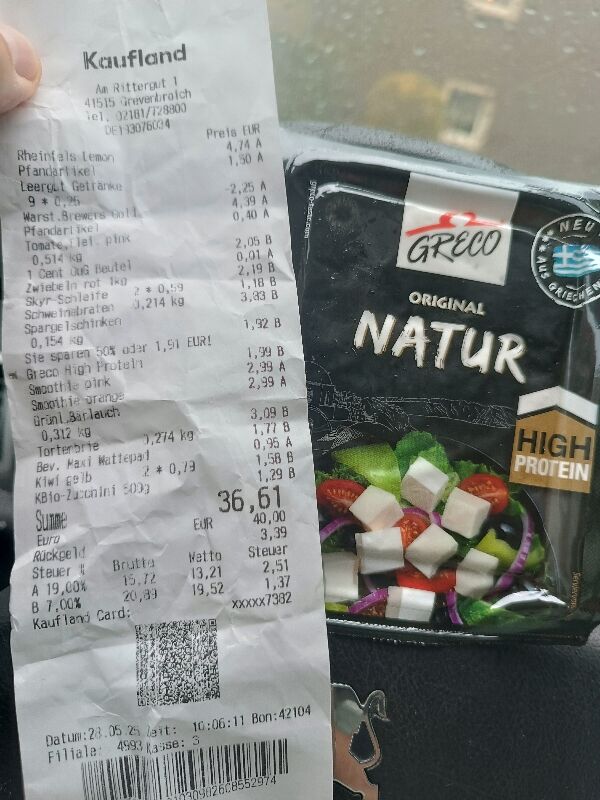 Kaufland
Am Rittergut 1
41515 Grevenbroich
Tel. 02181/728800
Preis EUR
Rheinfels Lemon 4,74 A
Pfandartikel 1,50 A
Leergut Getränke
9 * 0,25 -2,25 A
Warst.Brewers Gold 4,39 A
Pfandartikel 0,40 A
pink
0,514 kg 2,05 B
1 Cent OuG Beutel 0,01 A
Zwiebeln rot 1kg 2,19 B
Skyr-Schleife 2 * 0,59 1,18 B
Schweinebraten 0,214 kg 3,83 B
Spargelschinken
0,154 kg 1,92 B
Sie sparen 50% oder 1,91 EUR!
Greco High Protein 1,99 B
Smoothie pink 2,99 A
Smoothie orange 2,99 A
Grünl.Bärlauch
0,312 kg 3,09 B
Tortenbrie 0,274 kg 1,77 B
Bev. Maxi Wattepad 0,95 A
Kiwi gelb 2 * 0,79 1,58 B
KBio-Zucchini 500g 1,29 B
Summe 36,61
Euro EUR 40,00
Rückgeld 3,39
Steuer % Brutto Netto Steuer
A 19,00% 15,72 13,21 2,51
B 7,00% 20,89 19,52 1,37
Kaufland Card: xxxxx7382
Datum:28.05.25 Zeit: 10:06:11 Bon:42104
Filiale: 4993 Kasse: 3
GRECO
NEU
AUS GRIECHEN
ORIGINAL
NATUR
HIGH
PROTEIN